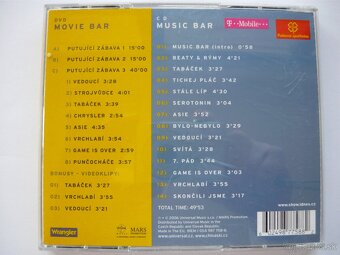 DVD
MOVIE BAR
A) PUTUJÍCÍ ZÁBAVA 1 15'00
B) PUTUJÍCÍ ZÁBAVA 2 15'00
C) PUTUJÍCÍ ZÁBAVA 3 40'00
1) VEDOUCÍ 3:28
2) STROJVŮDCE 4:01
3) TABÁČEK 3:39
4) CHRYSLER 2:54
5) ASIE 4:35
6) VRCHLABÍ 3:54
7) GAME IS OVER 2:59
8) PUNČOCHÁČE 3:57
BONUSY - VIDEOKLIPY:
01) TABÁČEK 3'27
02) VRCHLABÍ 3'55
03) VEDOUCÍ 3'21
CD
MUSIC BAR
T··Mobile·
01) MUSIC BAR (intro) 0'58
02) BEATY & RÝMY 4'21
03) TABÁČEK 3'27
04) TICHEJ PLÁČ 3'42
05) STÁLE LÍP 4'30
06) SEROTONIN 3'04
07) ASIE 3'52
08) BYLO-NEBYLO 3'29
09) VEDOUCÍ 3'21
10) SVÍTÁ 3'28
11) 7. PÁD 3'44
12) GAME IS OVER 3'03
13) VRCHLABÍ 3'55
14) SKONČILI JSME 4'17
TOTAL TIME: 49'13
Wrangler
MARS
www.universal.cz